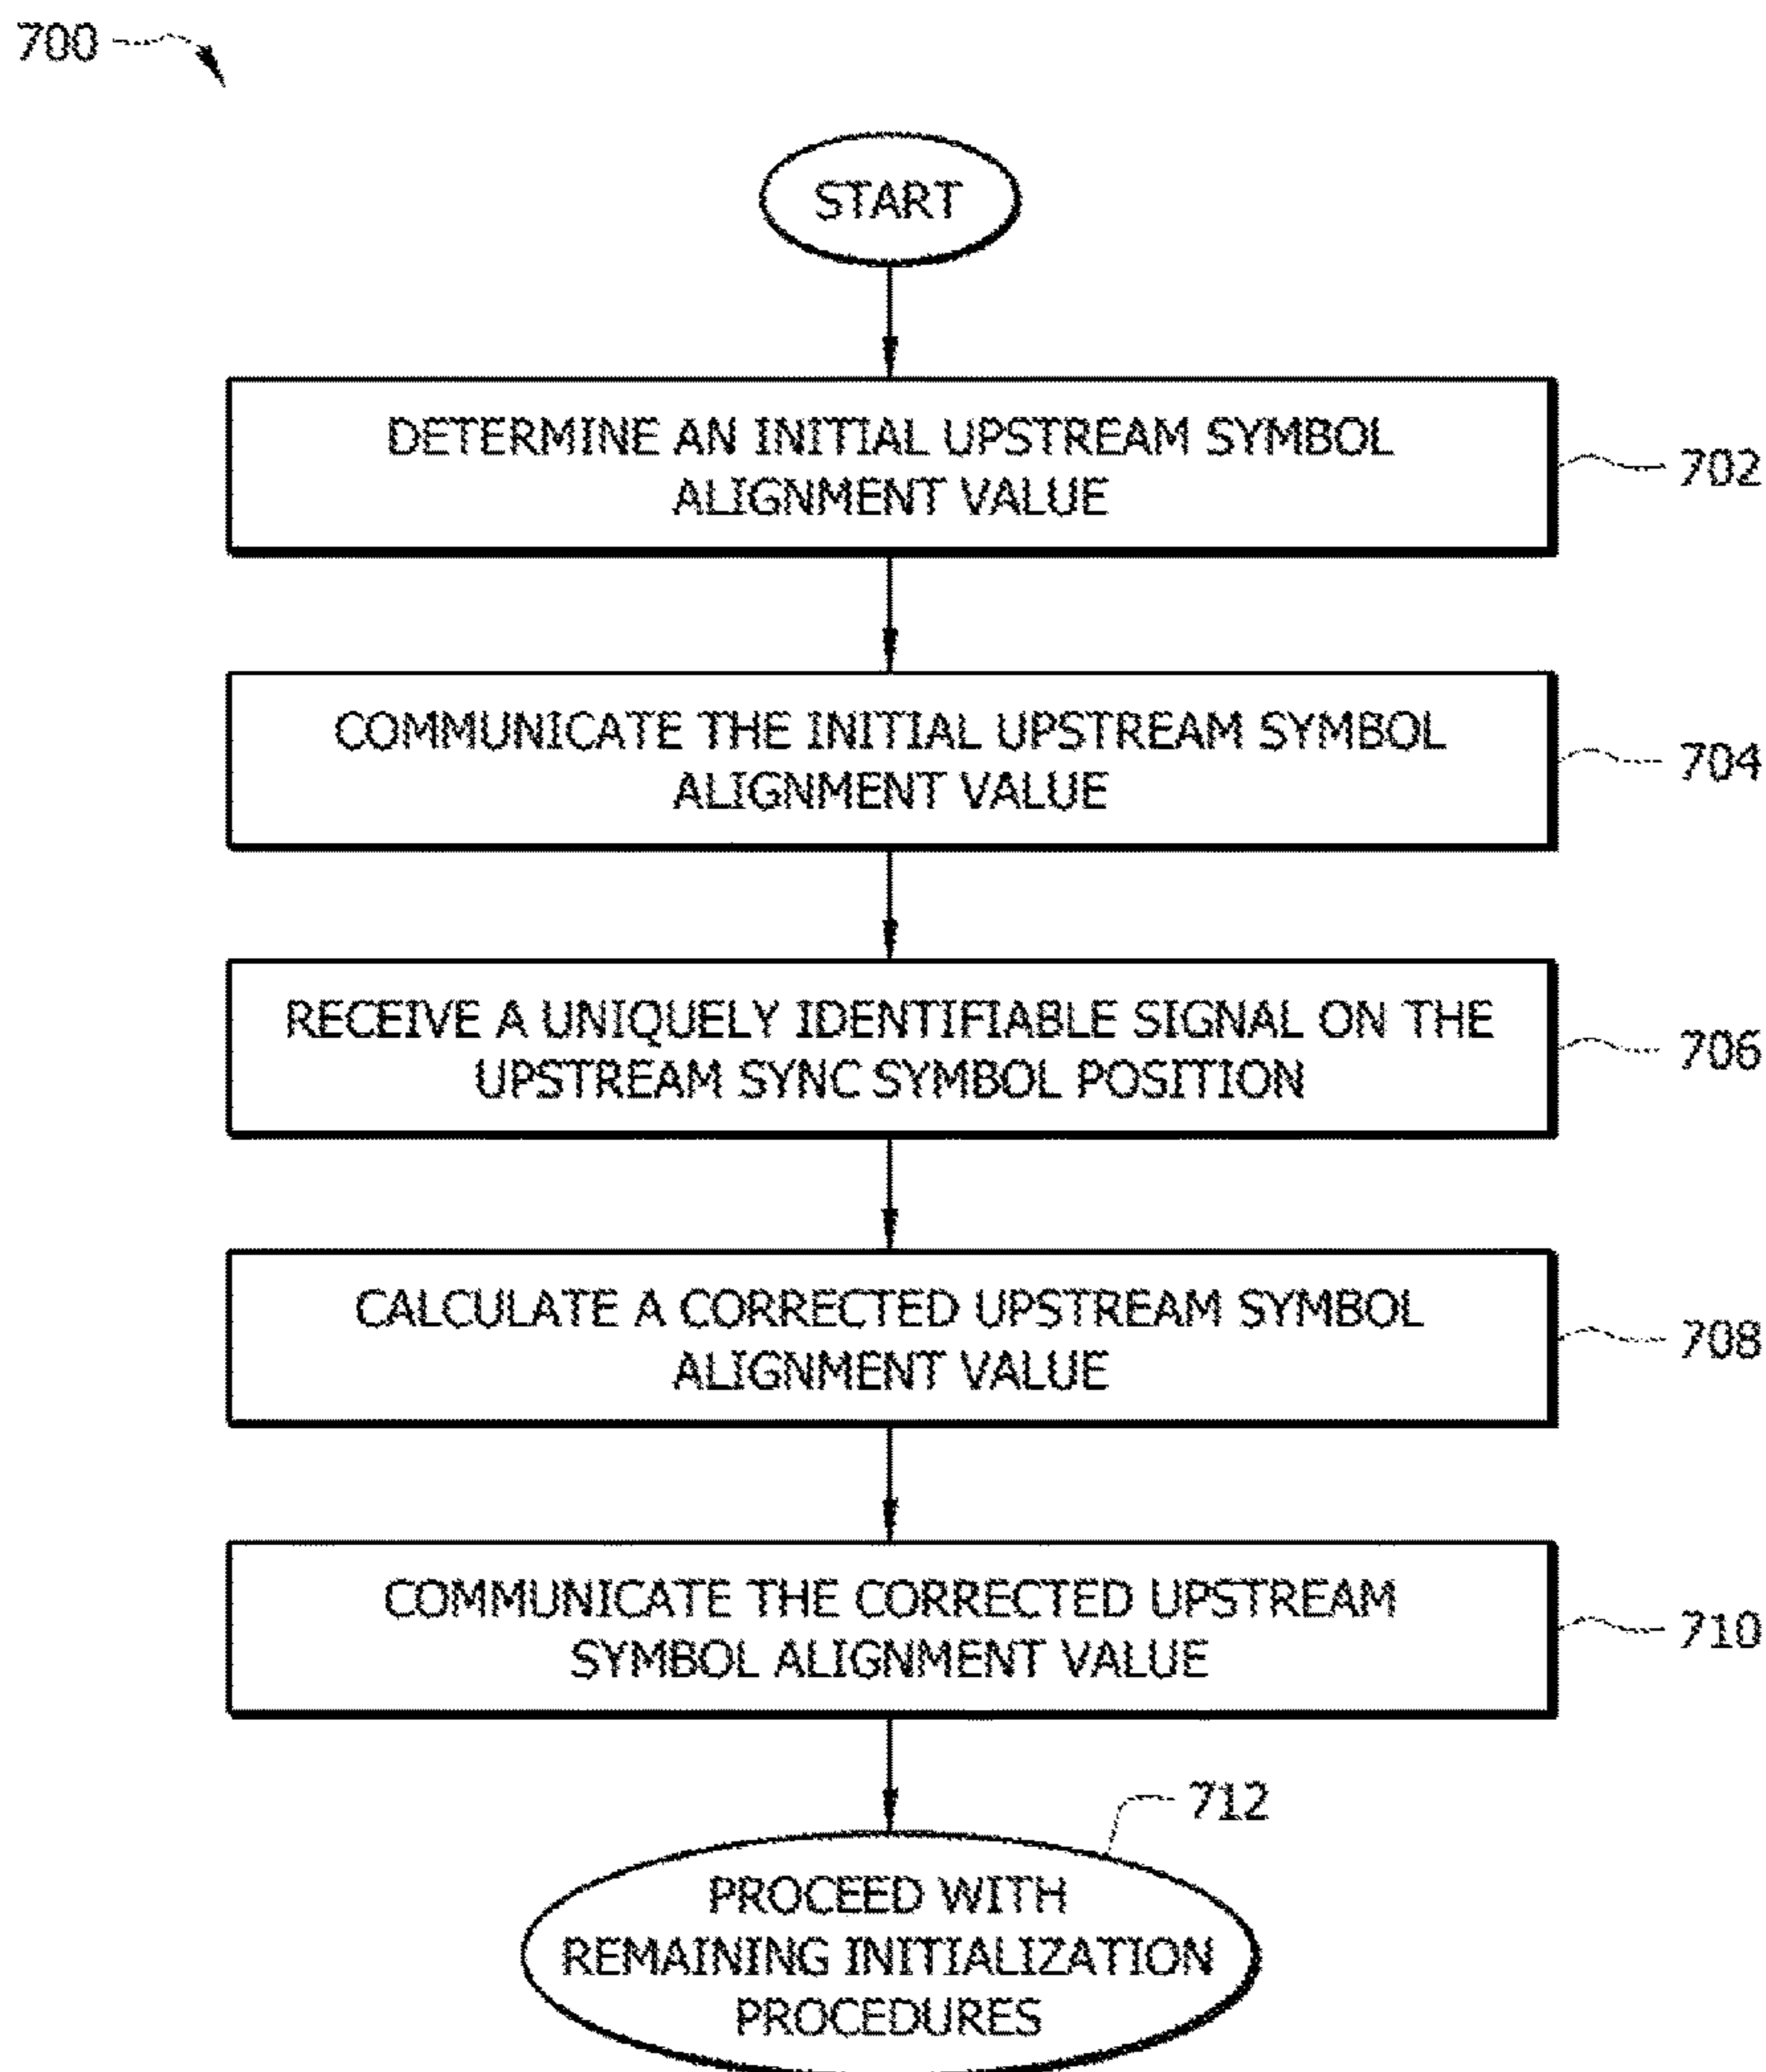 700
START
DETERMINE AN INITIAL UPSTREAM SYMBOL
ALIGNMENT VALUE
702
COMMUNICATE THE INITIAL UPSTREAM SYMBOL
ALIGNMENT VALUE
704
RECEIVE A UNIQUELY IDENTIFIABLE SIGNAL ON THE
UPSTREAM SYNC SYMBOL POSITION
706
CALCULATE A CORRECTED UPSTREAM SYMBOL
ALIGNMENT VALUE
708
COMMUNICATE THE CORRECTED UPSTREAM
SYMBOL ALIGNMENT VALUE
710
712
PROCEED WITH
REMAINING INITIALIZATION
PROCEDURES